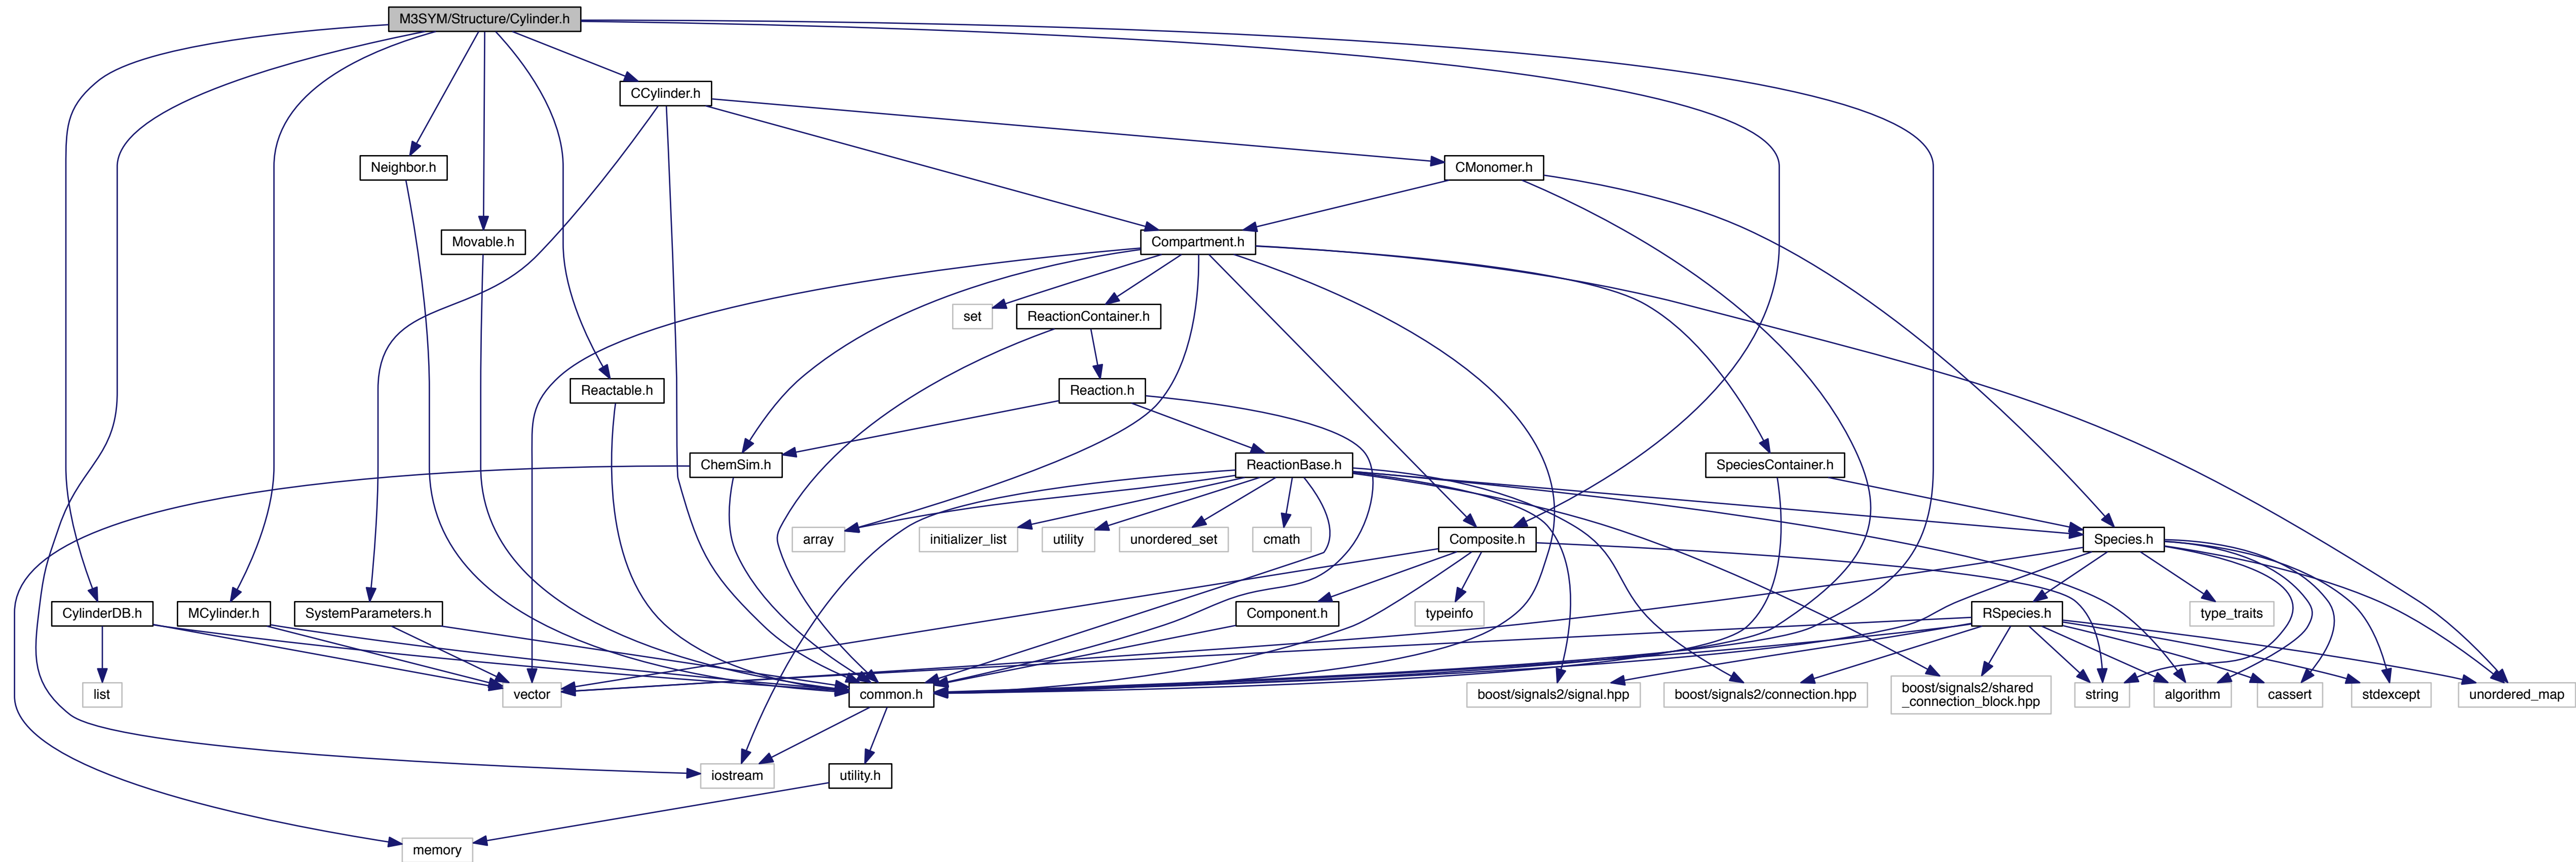 M3SYM/Structure/Cylinder.h
CCylinder.h
Neighbor.h
CMonomer.h
Movable.h
Compartment.h
set
ReactionContainer.h
Reactable.h
Reaction.h
ChemSim.h
ReactionBase.h
SpeciesContainer.h
array
initializer_list
utility
unordered_set
cmath
Composite.h
Species.h
CylinderDB.h
MCylinder.h
SystemParameters.h
Component.h
typeinfo
RSpecies.h
type_traits
list
vector
common.h
boost/signals2/signal.hpp
boost/signals2/connection.hpp
boost/signals2/shared
_connection_block.hpp
string
algorithm
cassert
stdexcept
unordered_map
iostream
utility.h
memory